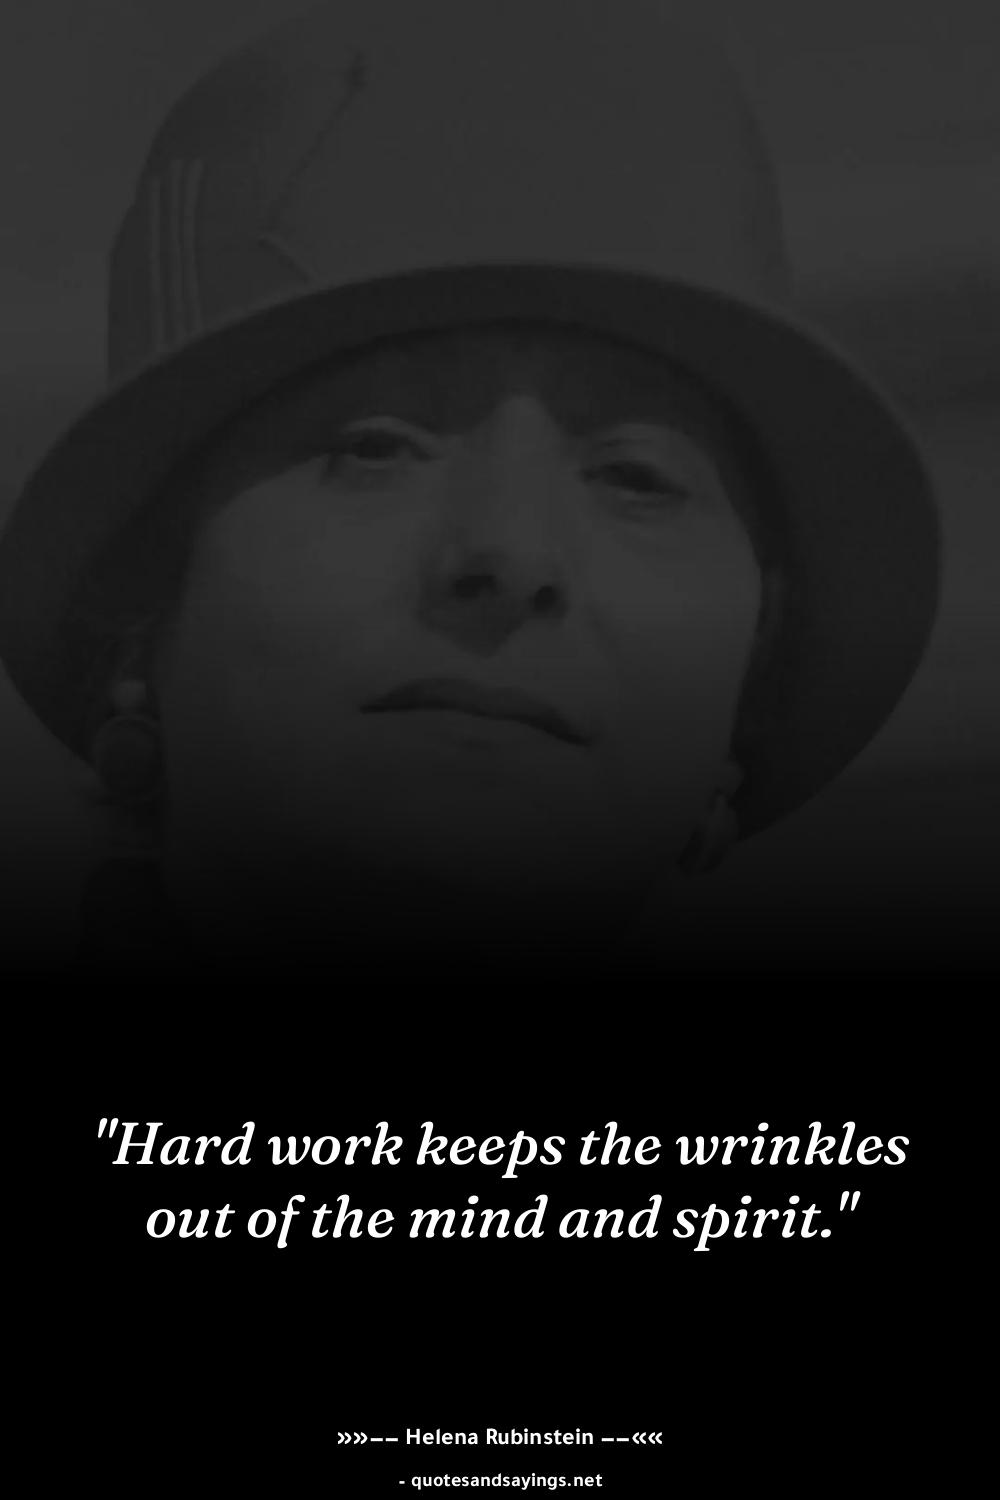 "Hard work keeps the wrinkles
out of the mind and spirit."
»»−− Helena Rubinstein −−««
- quotesandsayings.net